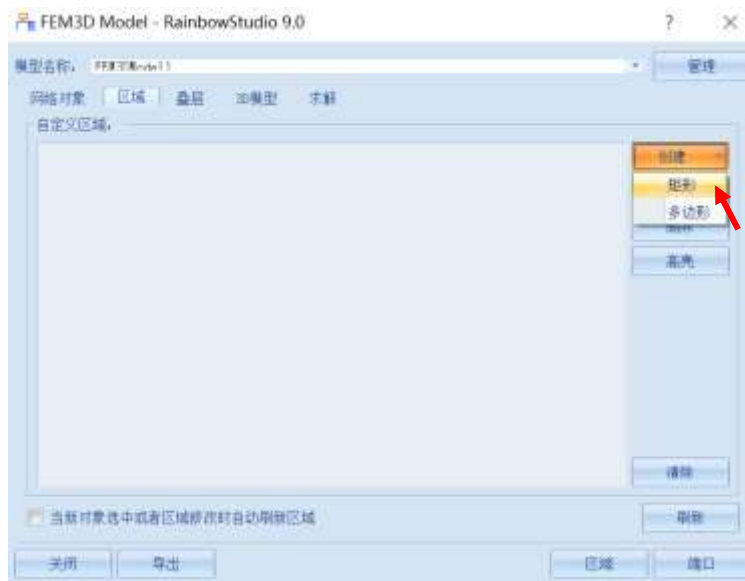 FEM3D Model - RainbowStudio 9.0
模型名称: FEM3DModel1 管理
网络对象 区域 叠层 3D模型 求解
自定义区域:
创建
矩形
多边形
高亮
清除
当新对象选中或者区域修改时自动刷新区域 刷新
关闭 导出 区域 端口